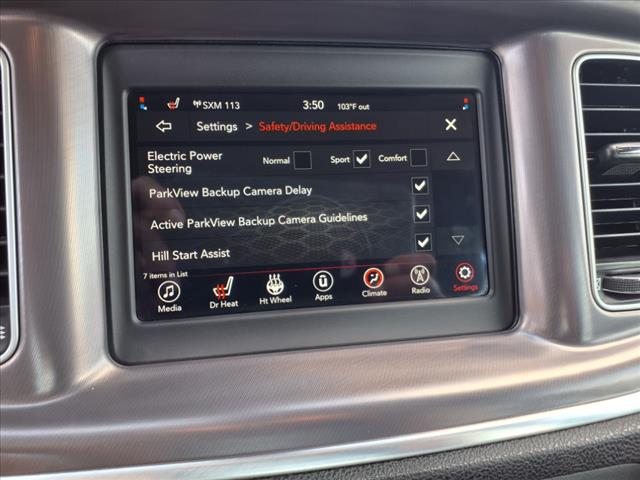 SXM 113 3:50 103°F out
Settings > Safety/Driving Assistance X
Electric Power Steering Normal Sport Comfort
ParkView Backup Camera Delay
Active ParkView Backup Camera Guidelines
Hill Start Assist
7 items in List
Media Dr Heat Ht Wheel Apps Climate Radio Settings